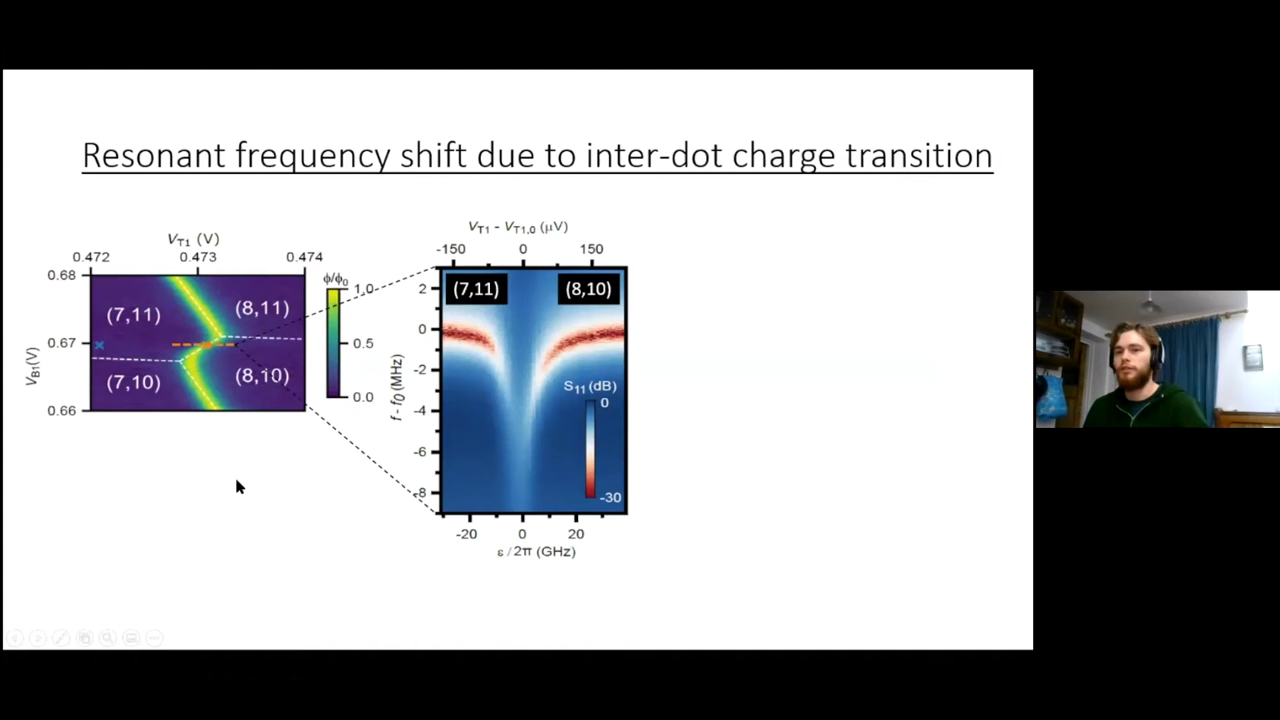 Resonant frequency shift due to inter-dot charge transition
V_T1 (V)
0.472 0.473 0.474
V_B1(V)
0.68
0.67
0.66
(7,11) (8,11)
(7,10) (8,10)
ϕ/ϕ₀
1.0
0.5
0.0
V_T1 - V_T1,0 (μV)
-150 0 150
(7,11) (8,10)
f - f₀ (MHz)
2
0
-2
-4
-6
-8
S₁₁ (dB)
0
-30
-20 0 20
ε / 2π (GHz)